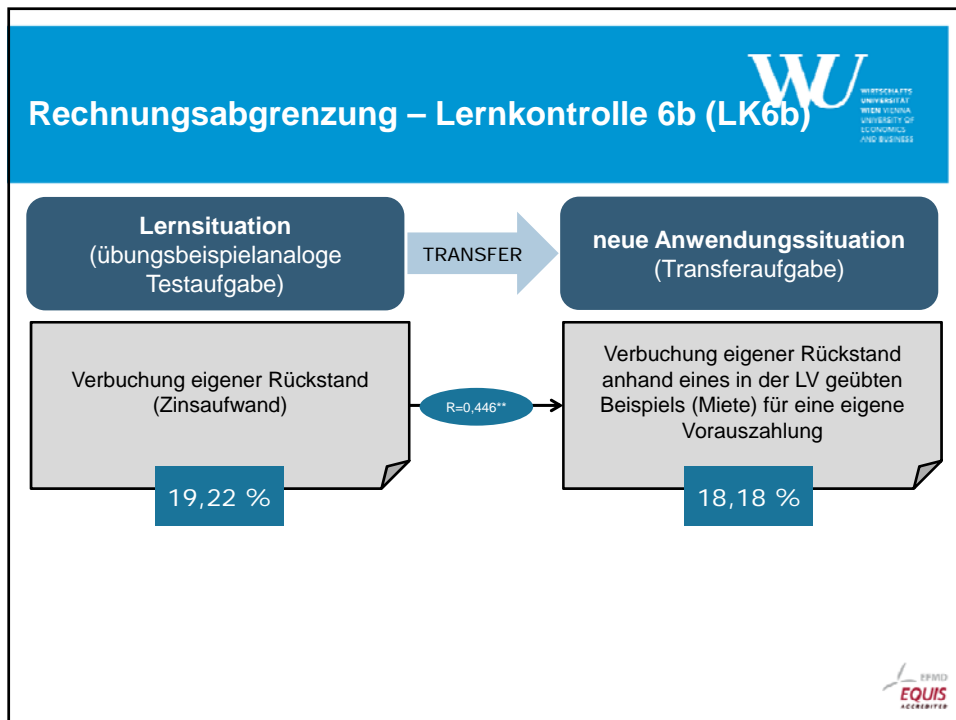 Rechnungsabgrenzung – Lernkontrolle 6b (LK6b)
WU
WIRTSCHAFTS
UNIVERSITÄT
WIEN VIENNA
UNIVERSITY OF
ECONOMICS
AND BUSINESS
Lernsituation
(übungsbeispielanaloge
Testaufgabe)
TRANSFER
neue Anwendungssituation
(Transferaufgabe)
Verbuchung eigener Rückstand
(Zinsaufwand)
19,22 %
R=0,446**
Verbuchung eigener Rückstand
anhand eines in der LV geübten
Beispiels (Miete) für eine eigene
Vorauszahlung
18,18 %
EFMD
EQUIS
ACCREDITED